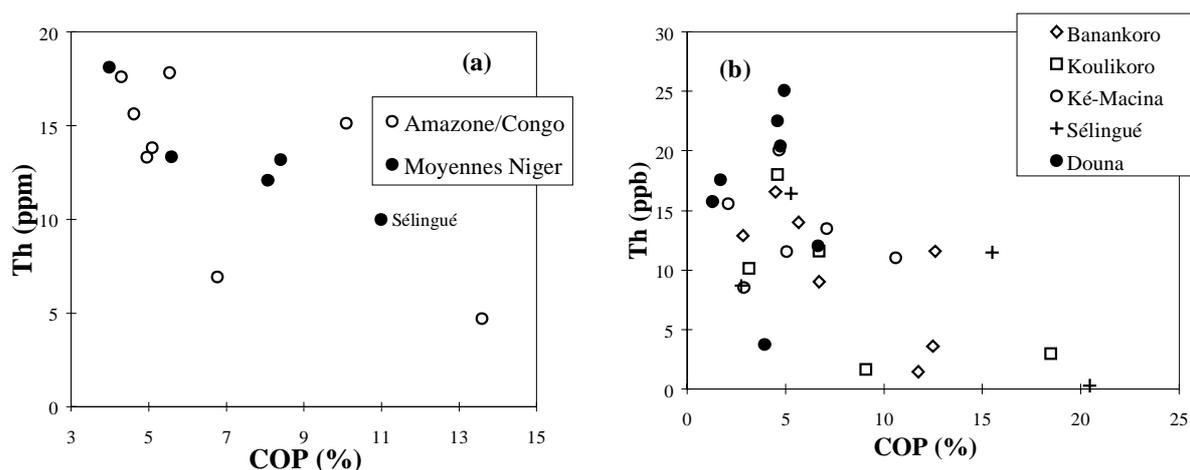 20
15
10
5
0
Th (ppm)
3 5 7 9 11 13 15
COP (%)
(a)
Amazone/Congo
Moyennes Niger
Sélingué
30
25
20
15
10
5
0
Th (ppb)
0 5 10 15 20 25
COP (%)
(b)
Banankoro
Koulikoro
Ké-Macina
Sélingué
Douna